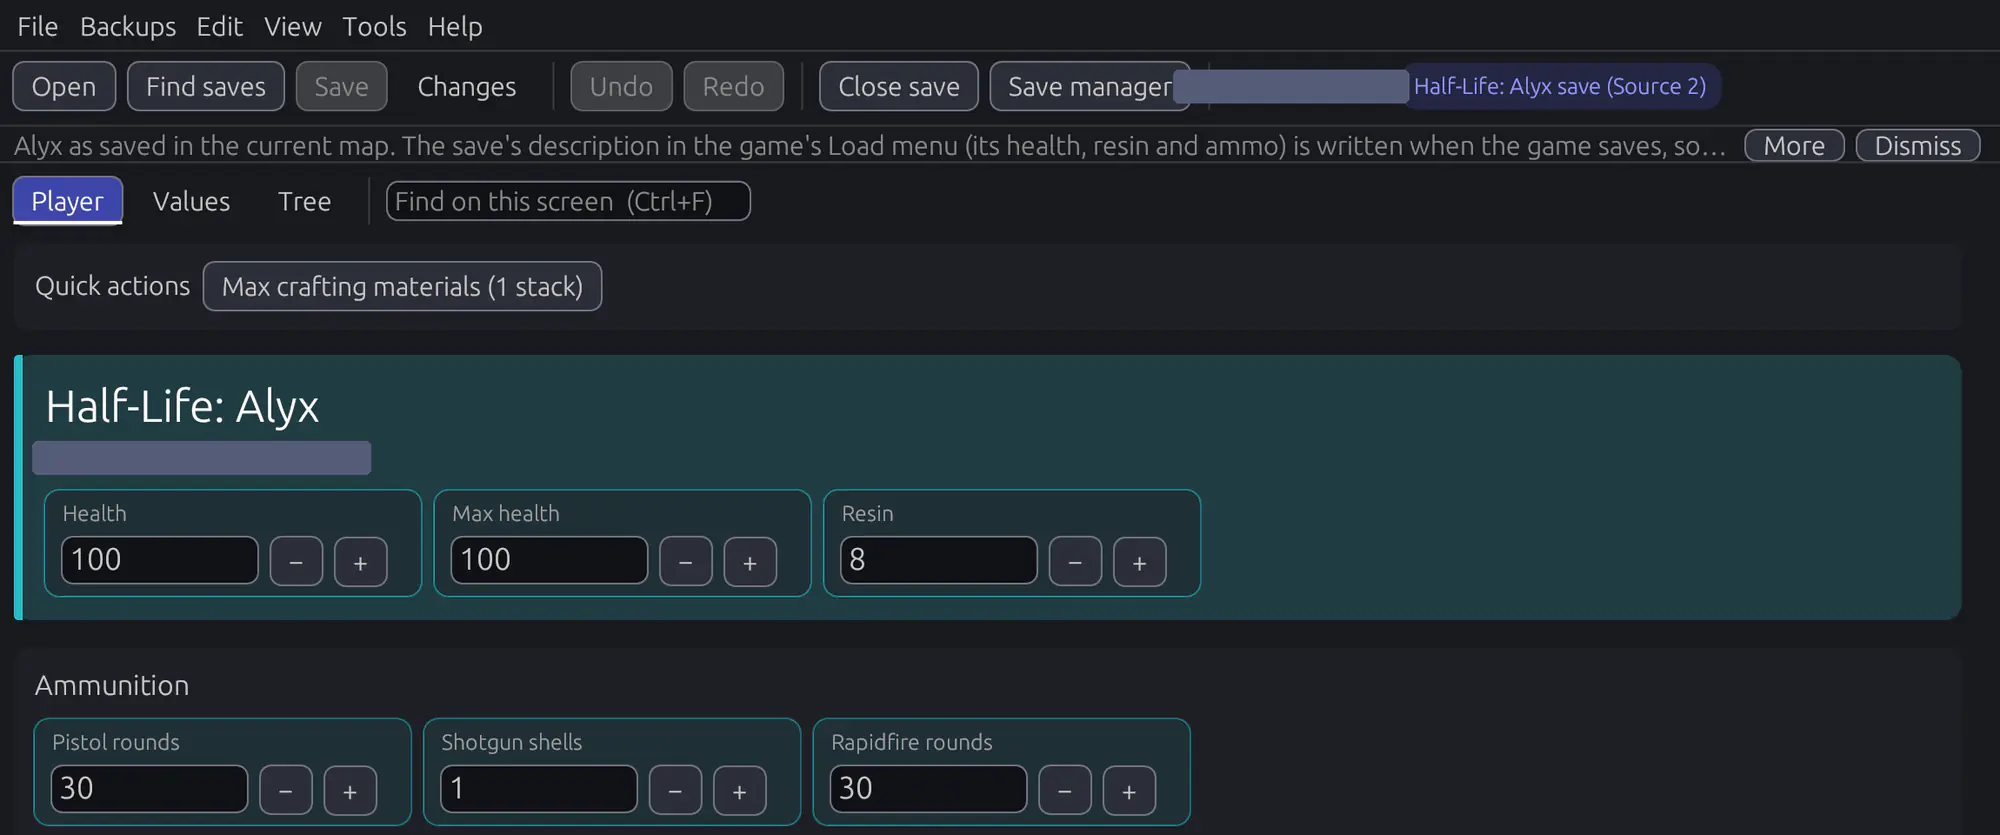 File Backups Edit View Tools Help
Open Find saves Save Changes Undo Redo Close save Save manager Half-Life: Alyx save (Source 2)
Alyx as saved in the current map. The save's description in the game's Load menu (its health, resin and ammo) is written when the game saves, so... More Dismiss
Player Values Tree Find on this screen (Ctrl+F)
Quick actions Max crafting materials (1 stack)
Half-Life: Alyx
Health Max health Resin
100 − + 100 − + 8 − +
Ammunition
Pistol rounds Shotgun shells Rapidfire rounds
30 − + 1 − + 30 − +